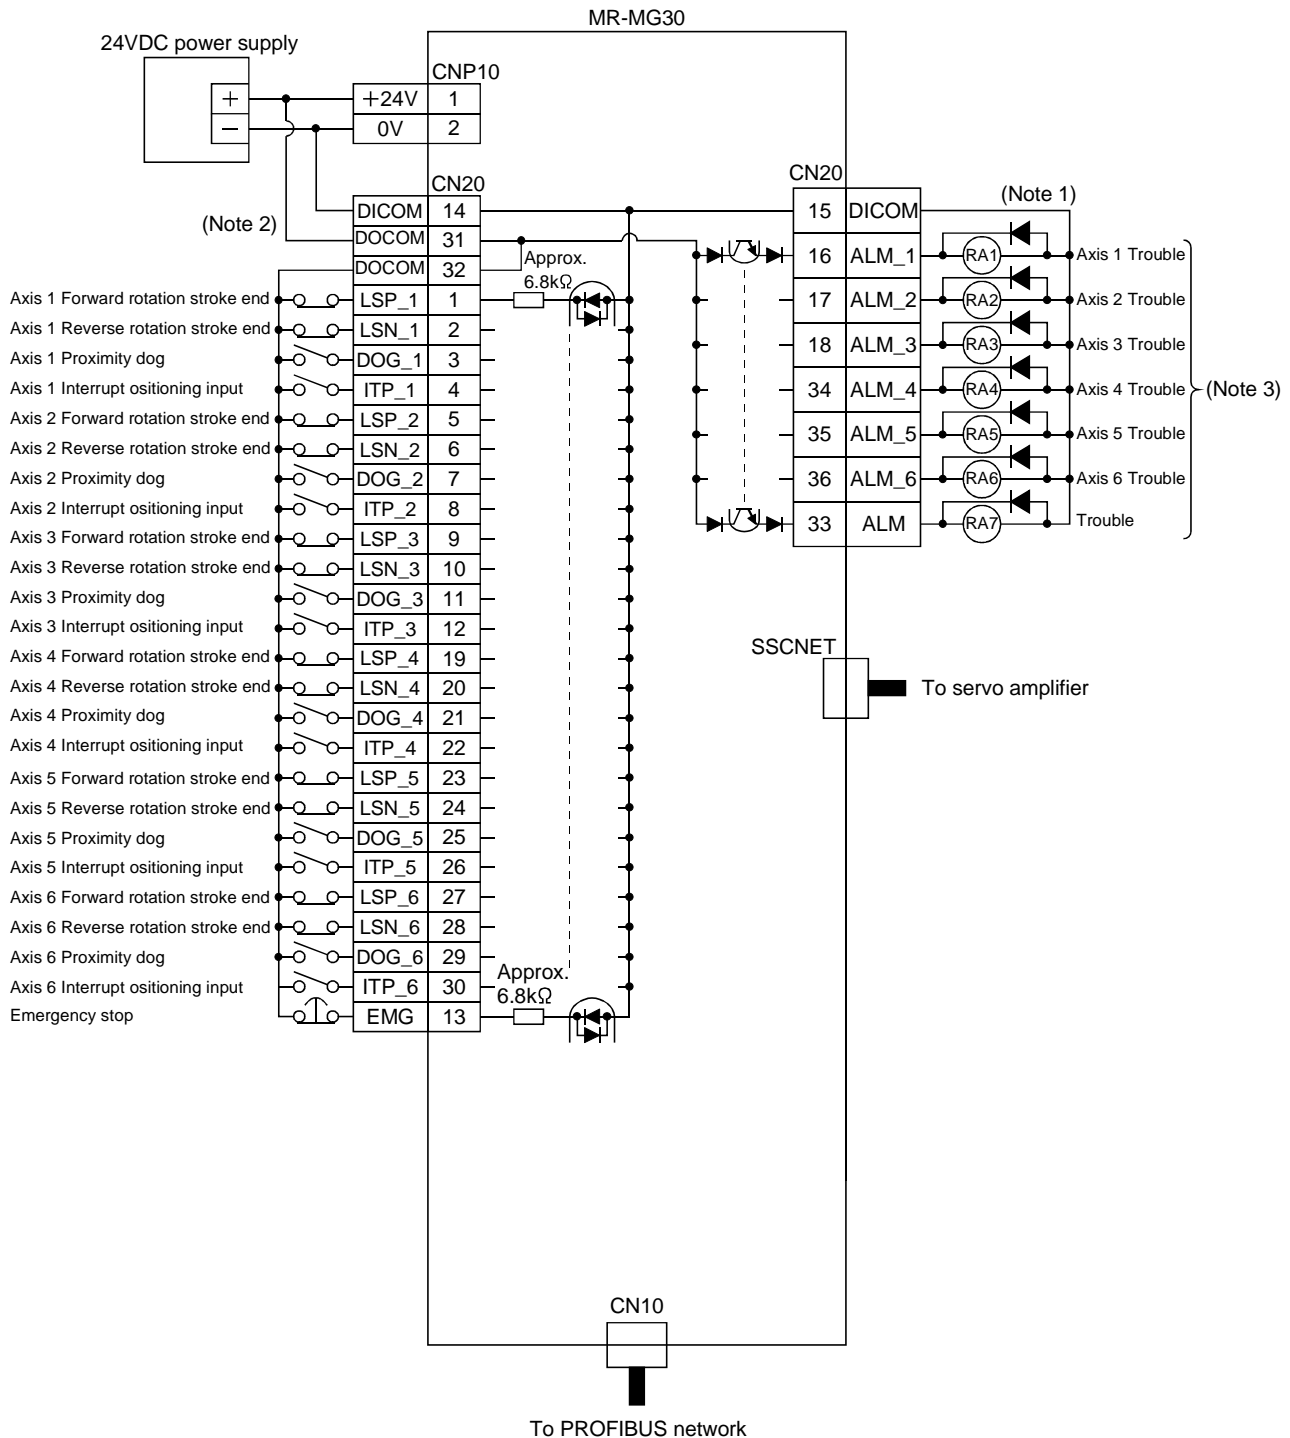 MR-MG30
24VDC power supply
CNP10
+ +24V 1
− 0V 2
CN20
(Note 2)
DICOM 14
DOCOM 31
DOCOM 32
Approx.
6.8kΩ
Axis 1 Forward rotation stroke end LSP_1 1
Axis 1 Reverse rotation stroke end LSN_1 2
Axis 1 Proximity dog DOG_1 3
Axis 1 Interrupt ositioning input ITP_1 4
Axis 2 Forward rotation stroke end LSP_2 5
Axis 2 Reverse rotation stroke end LSN_2 6
Axis 2 Proximity dog DOG_2 7
Axis 2 Interrupt ositioning input ITP_2 8
Axis 3 Forward rotation stroke end LSP_3 9
Axis 3 Reverse rotation stroke end LSN_3 10
Axis 3 Proximity dog DOG_3 11
Axis 3 Interrupt ositioning input ITP_3 12
Axis 4 Forward rotation stroke end LSP_4 19
Axis 4 Reverse rotation stroke end LSN_4 20
Axis 4 Proximity dog DOG_4 21
Axis 4 Interrupt ositioning input ITP_4 22
Axis 5 Forward rotation stroke end LSP_5 23
Axis 5 Reverse rotation stroke end LSN_5 24
Axis 5 Proximity dog DOG_5 25
Axis 5 Interrupt ositioning input ITP_5 26
Axis 6 Forward rotation stroke end LSP_6 27
Axis 6 Reverse rotation stroke end LSN_6 28
Axis 6 Proximity dog DOG_6 29
Axis 6 Interrupt ositioning input ITP_6 30
Emergency stop EMG 13
Approx.
6.8kΩ
CN20
(Note 1)
15 DICOM
16 ALM_1 RA1 Axis 1 Trouble
17 ALM_2 RA2 Axis 2 Trouble
18 ALM_3 RA3 Axis 3 Trouble
34 ALM_4 RA4 Axis 4 Trouble
35 ALM_5 RA5 Axis 5 Trouble
36 ALM_6 RA6 Axis 6 Trouble
33 ALM RA7 Trouble
(Note 3)
SSCNET
To servo amplifier
CN10
To PROFIBUS network